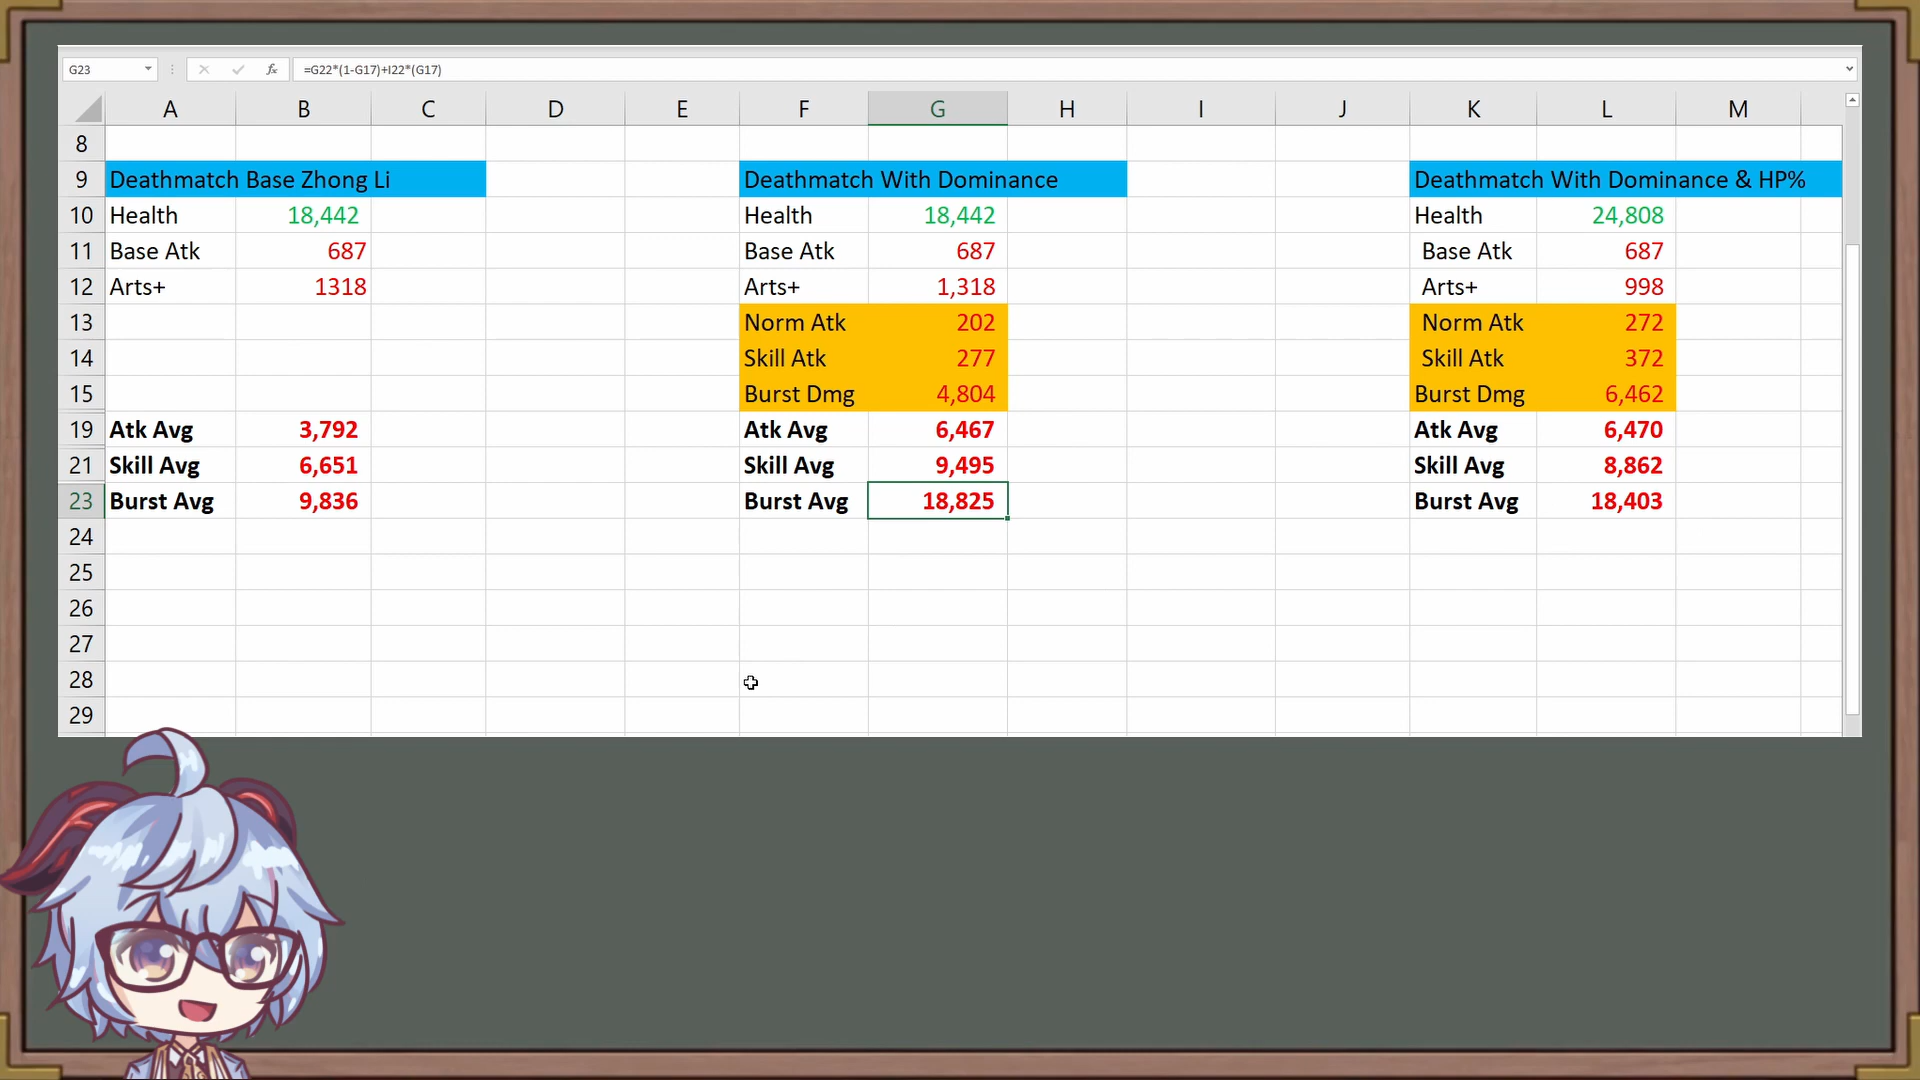 G23 fx =G22*(1-G17)+I22*(G17)
A B C D E F G H I J K L M
8
9 Deathmatch Base Zhong Li Deathmatch With Dominance Deathmatch With Dominance & HP%
10 Health 18,442 Health 18,442 Health 24,808
11 Base Atk 687 Base Atk 687 Base Atk 687
12 Arts+ 1318 Arts+ 1,318 Arts+ 998
13 Norm Atk 202 Norm Atk 272
14 Skill Atk 277 Skill Atk 372
15 Burst Dmg 4,804 Burst Dmg 6,462
19 Atk Avg 3,792 Atk Avg 6,467 Atk Avg 6,470
21 Skill Avg 6,651 Skill Avg 9,495 Skill Avg 8,862
23 Burst Avg 9,836 Burst Avg 18,825 Burst Avg 18,403
24
25
26
27
28
29